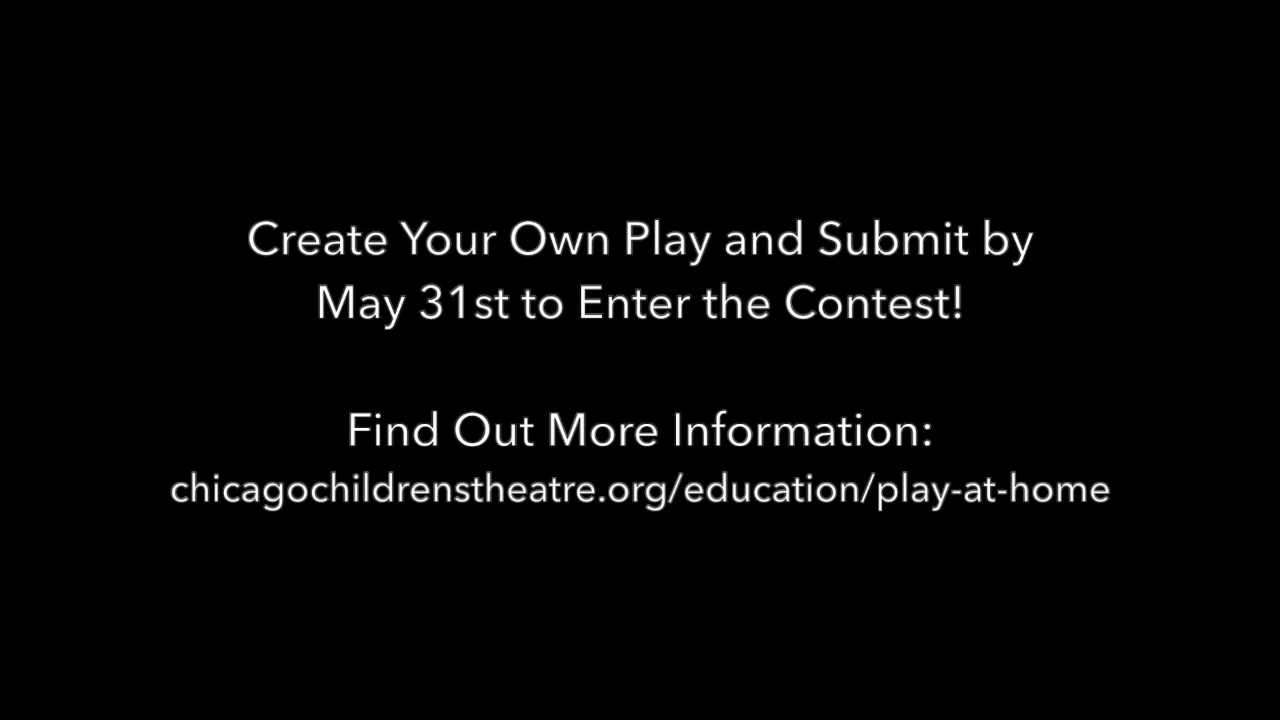 Create Your Own Play and Submit by
May 31st to Enter the Contest!
Find Out More Information:
chicagochildrenstheatre.org/education/play-at-home